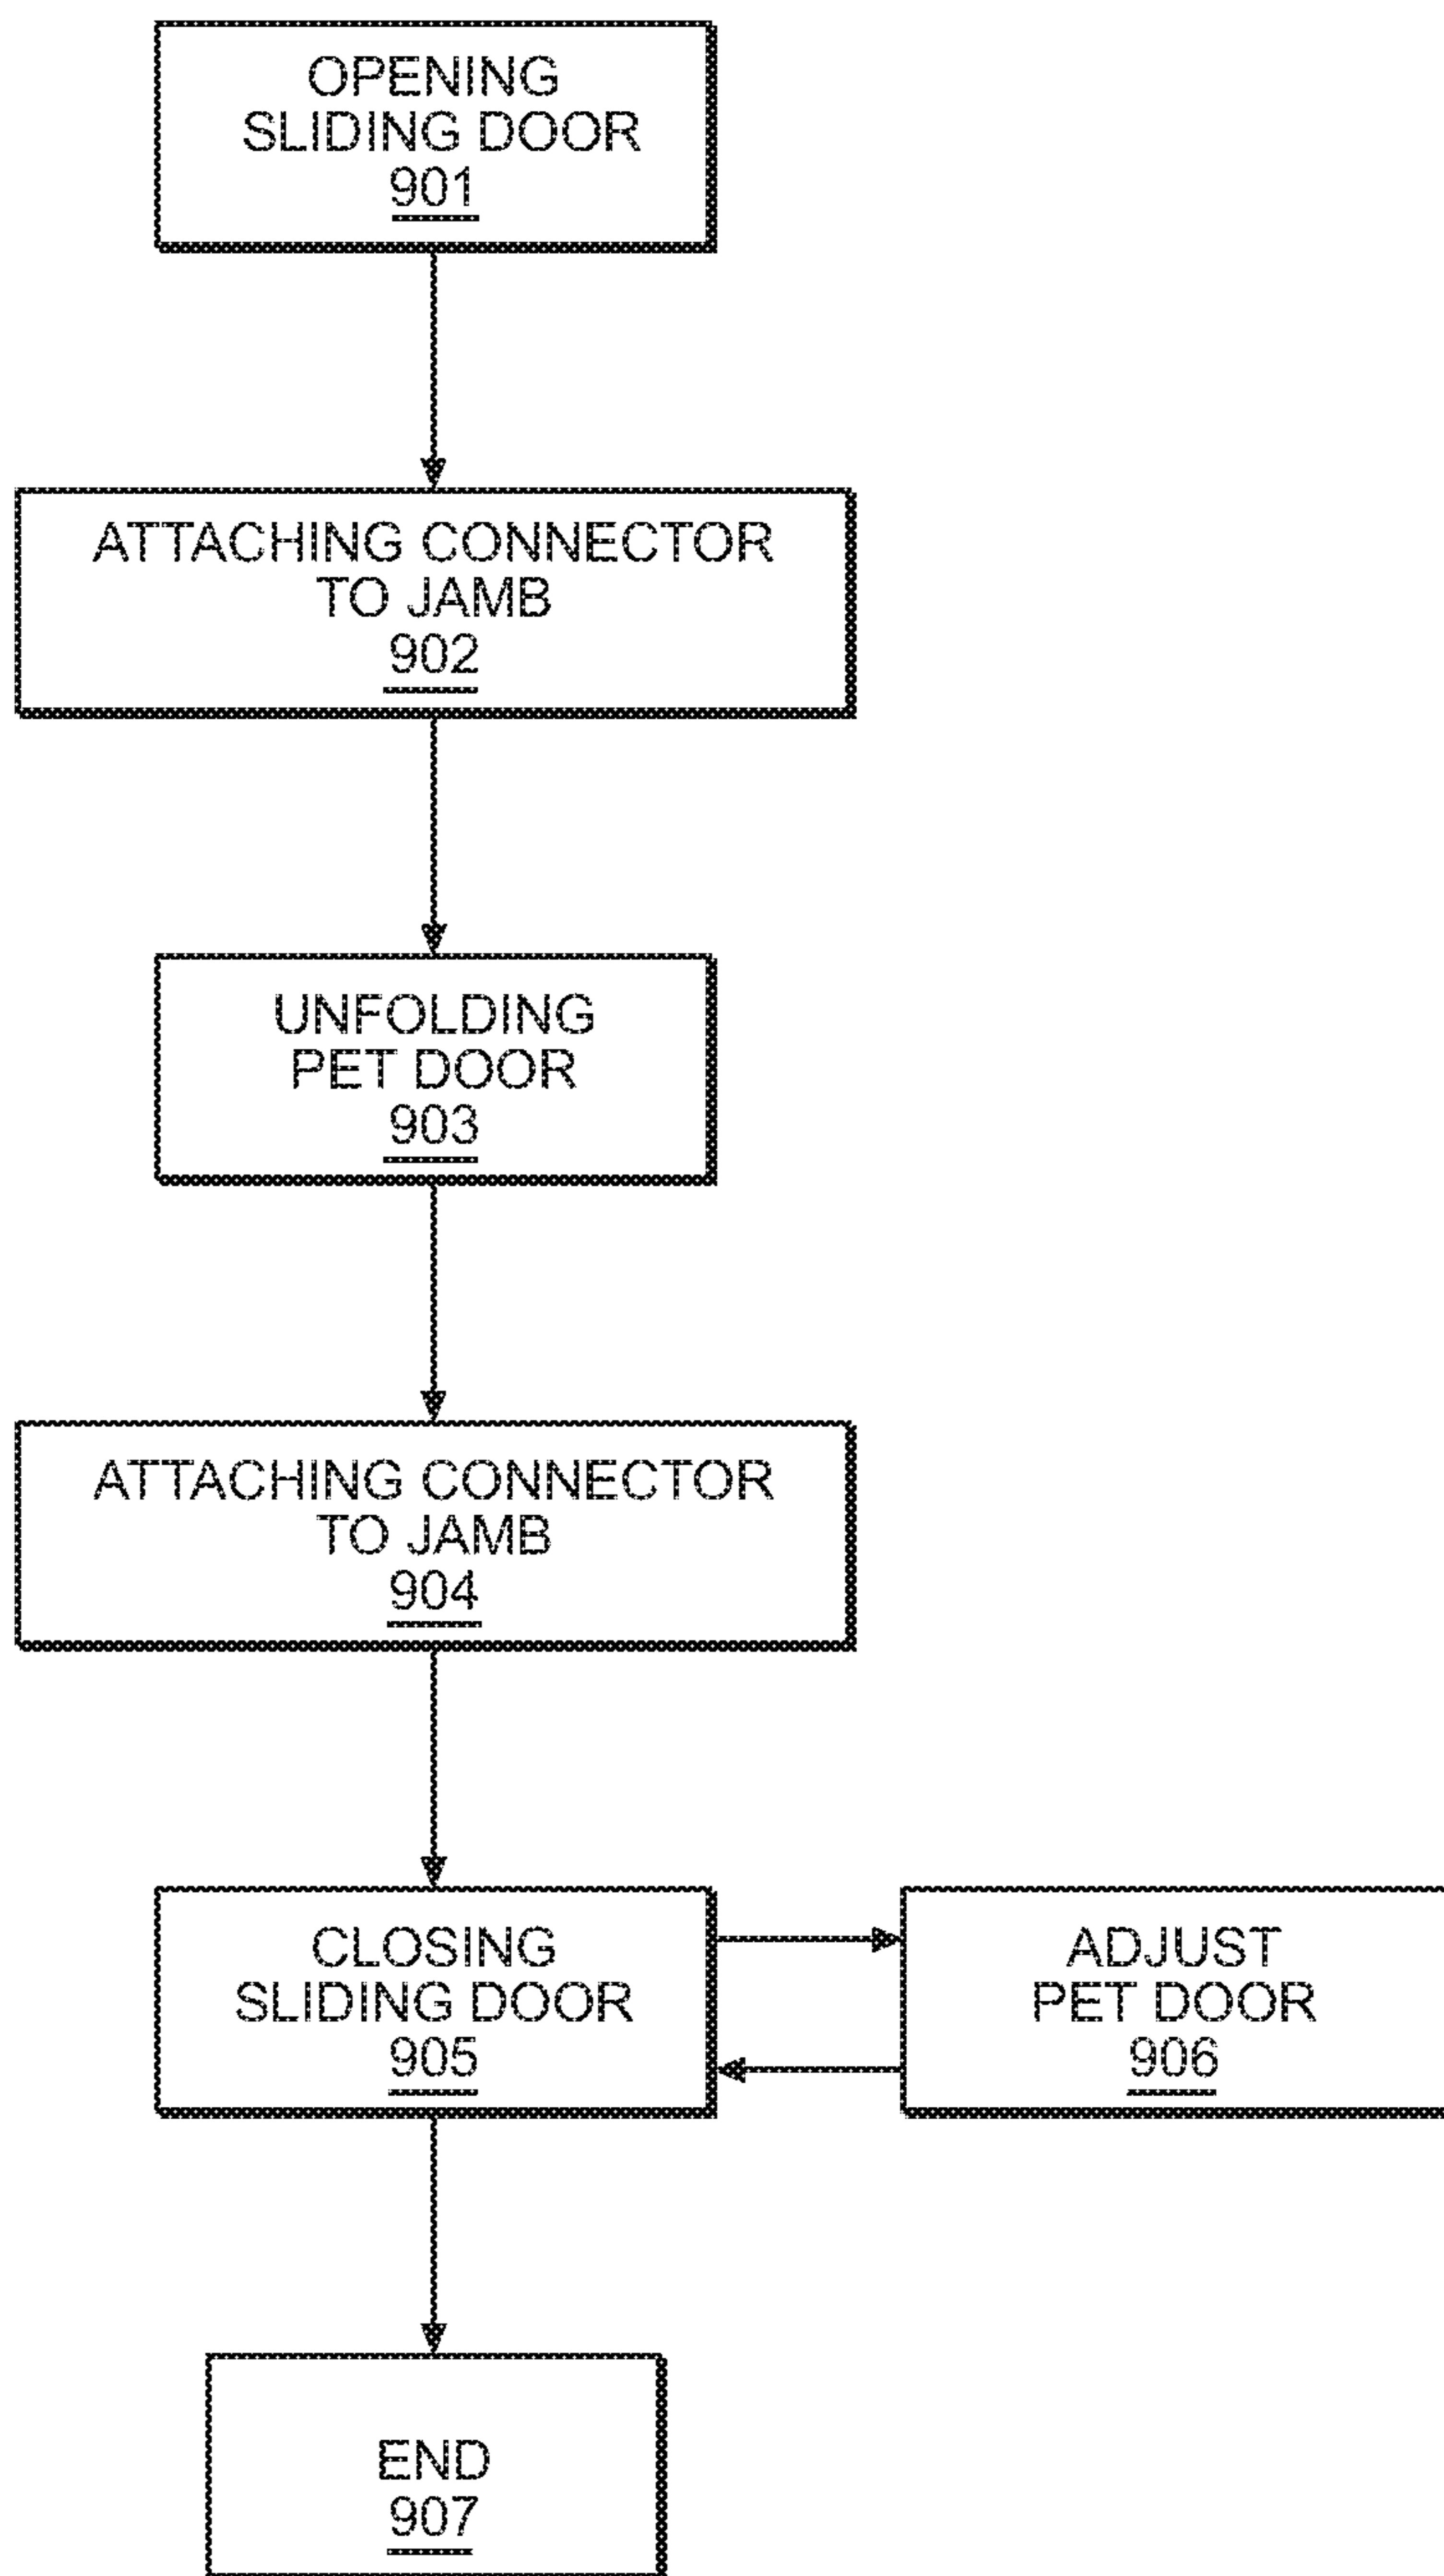 OPENING
SLIDING DOOR
901
ATTACHING CONNECTOR
TO JAMB
902
UNFOLDING
PET DOOR
903
ATTACHING CONNECTOR
TO JAMB
904
CLOSING
SLIDING DOOR
905
ADJUST
PET DOOR
906
END
907